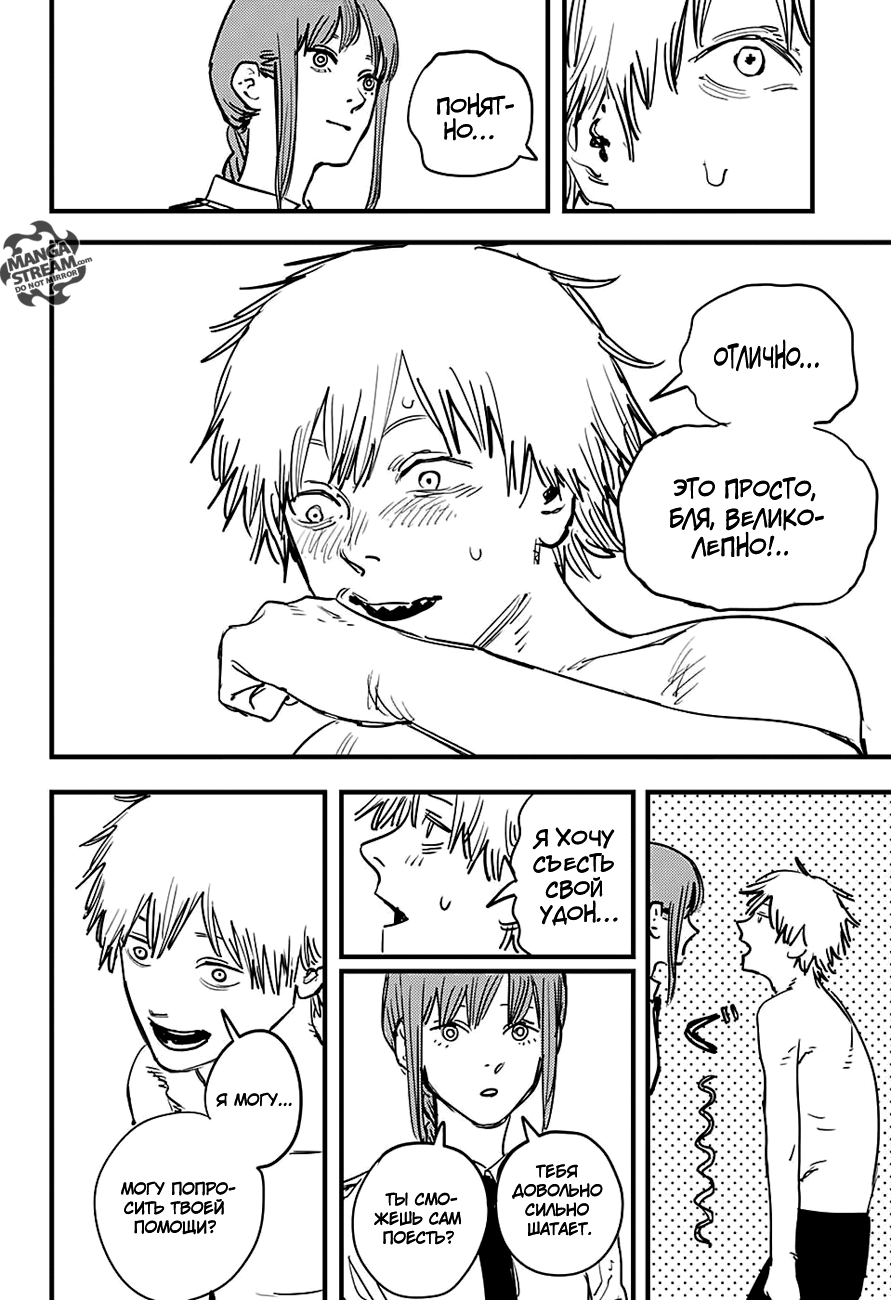 ПОНЯТ-
НО...
MANGA
STREAM.com
DO NOT MIRROR
ОТЛИЧНО...
ЭТО ПРОСТО,
БЛЯ, ВЕЛИКО-
ЛЕПНО!..
Я МОГУ...
МОГУ ПОПРО-
СИТЬ ТВОЕЙ
ПОМОЩИ?
Я ХОЧУ
СЪЕСТЬ
СВОЙ
УДОН...
ТЫ СМО-
ЖЕШЬ САМ
ПОЕСТЬ?
ТЕБЯ
ДОВОЛЬНО
СИЛЬНО
ШАТАЕТ.
ぐ